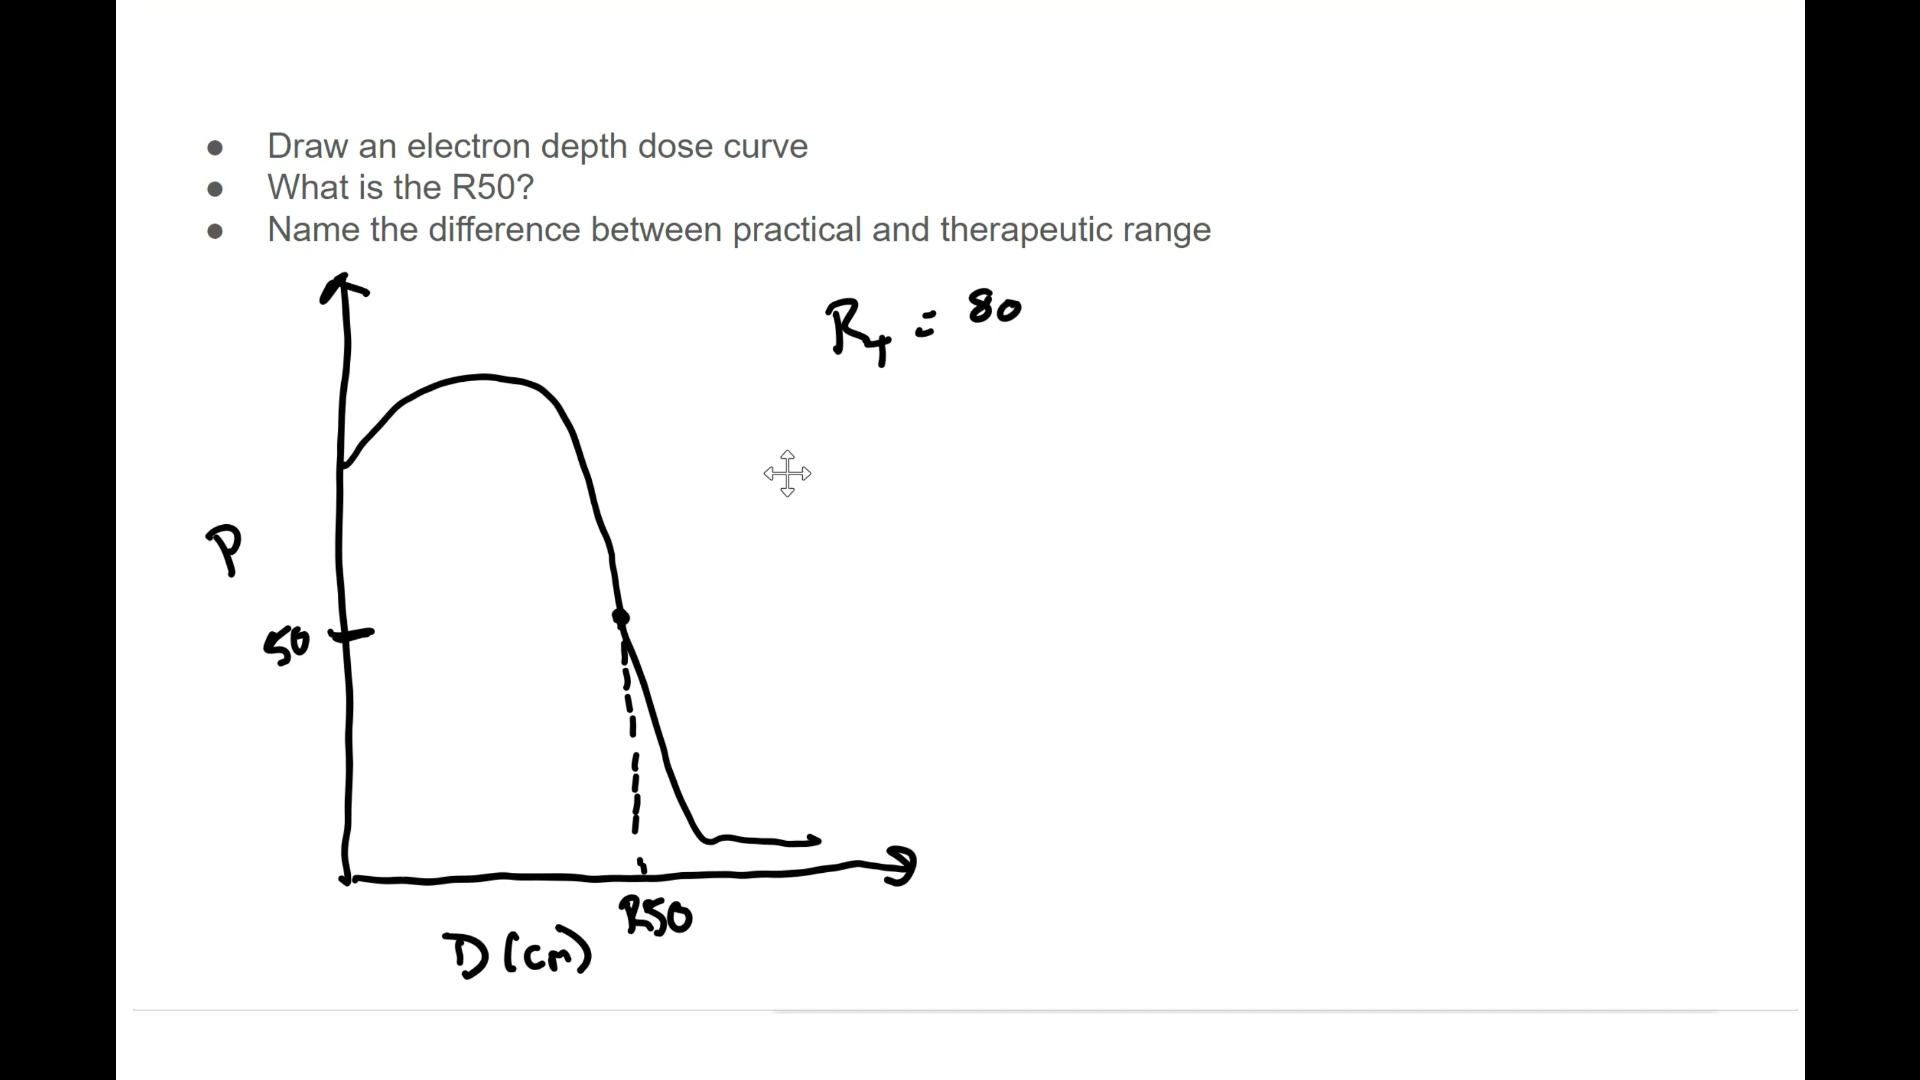 ● Draw an electron depth dose curve
● What is the R50?
● Name the difference between practical and therapeutic range
RT = 80
P
50
R50
D (cm)